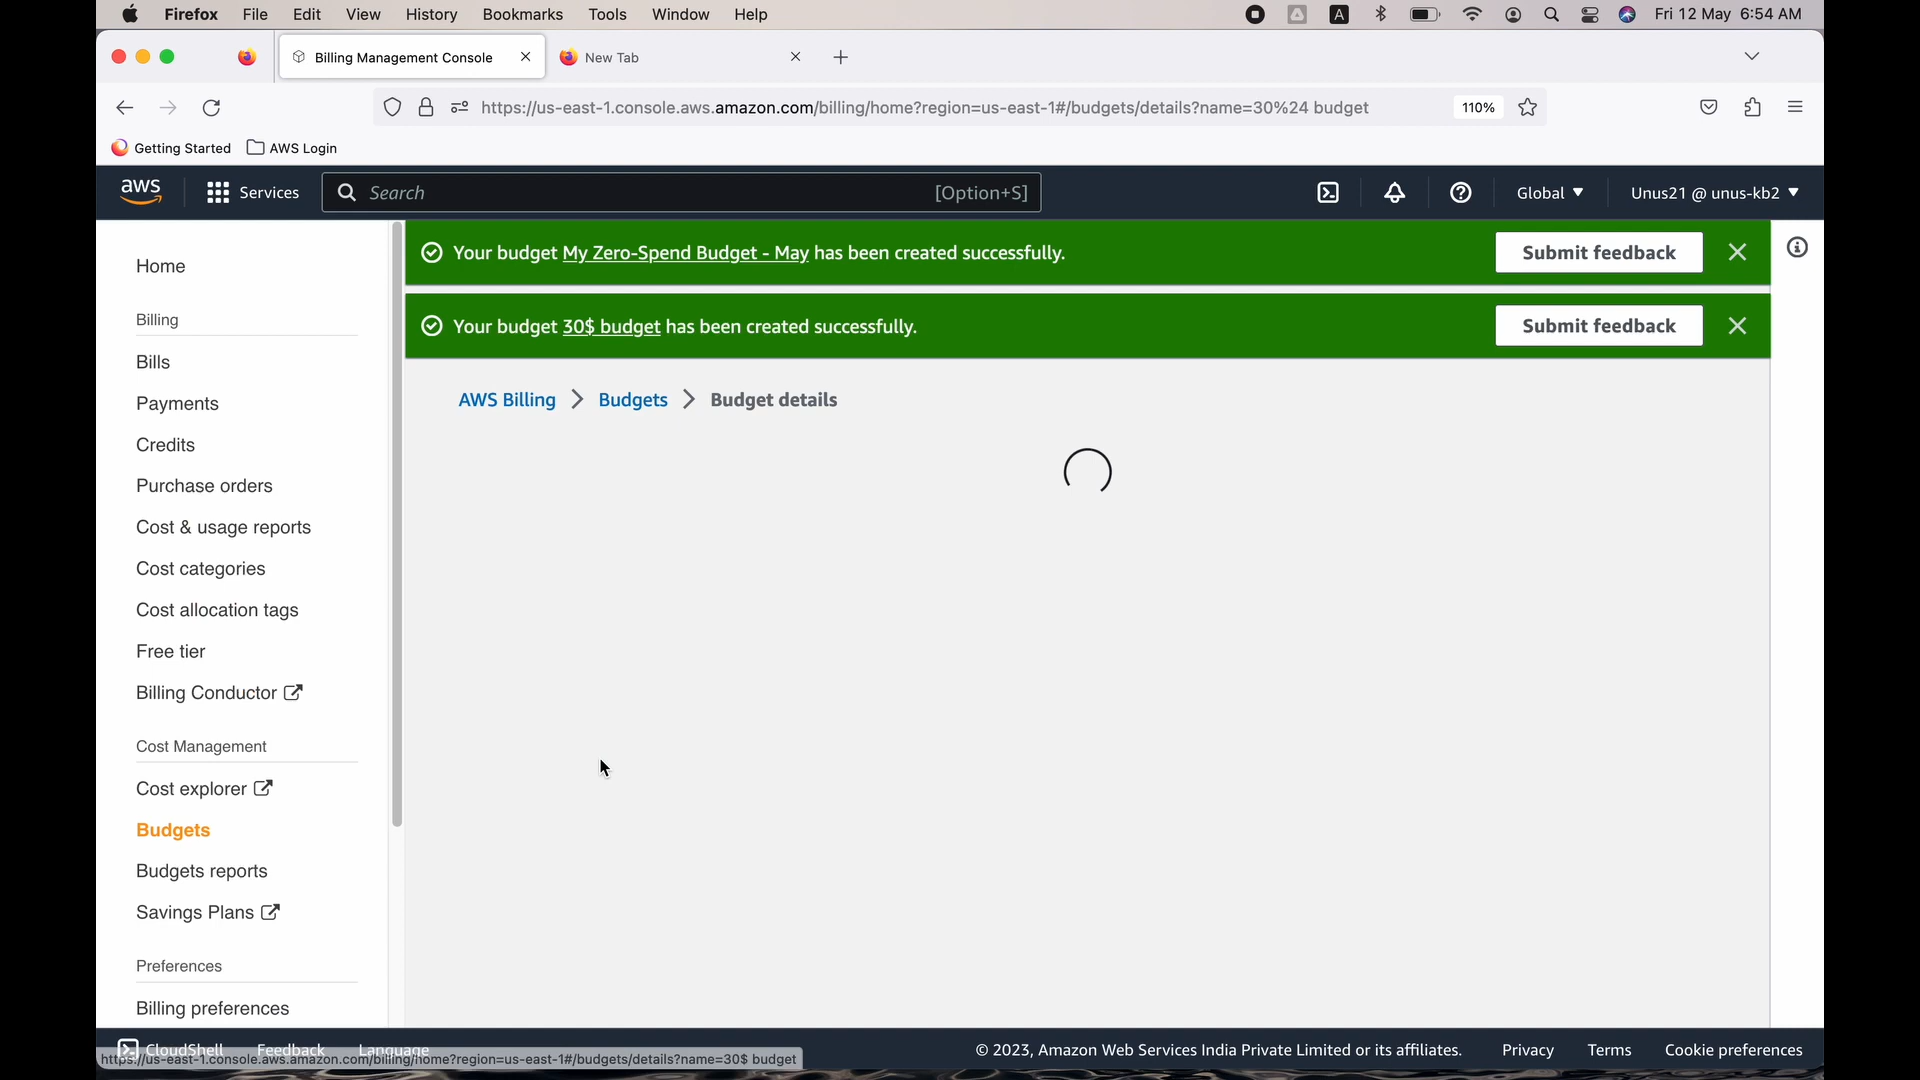 Firefox File Edit View History Bookmarks Tools Window Help A Fri 12 May 6:54 AM
Billing Management Console New Tab
https://us-east-1.console.aws.amazon.com/billing/home?region=us-east-1#/budgets/details?name=30%24 budget 110%
Getting Started AWS Login
aws Services Search [Option+S] Global Unus21 @ unus-kb2
Your budget My Zero-Spend Budget - May has been created successfully. Submit feedback
Your budget 30$ budget has been created successfully. Submit feedback
AWS Billing Budgets Budget details
Home
Billing
Bills
Payments
Credits
Purchase orders
Cost & usage reports
Cost categories
Cost allocation tags
Free tier
Billing Conductor
Cost Management
Cost explorer
Budgets
Budgets reports
Savings Plans
Preferences
Billing preferences
CloudShell Feedback Language © 2023, Amazon Web Services India Private Limited or its affiliates. Privacy Terms Cookie preferences
https://us-east-1.console.aws.amazon.com/billing/home?region=us-east-1#/budgets/details?name=30$ budget